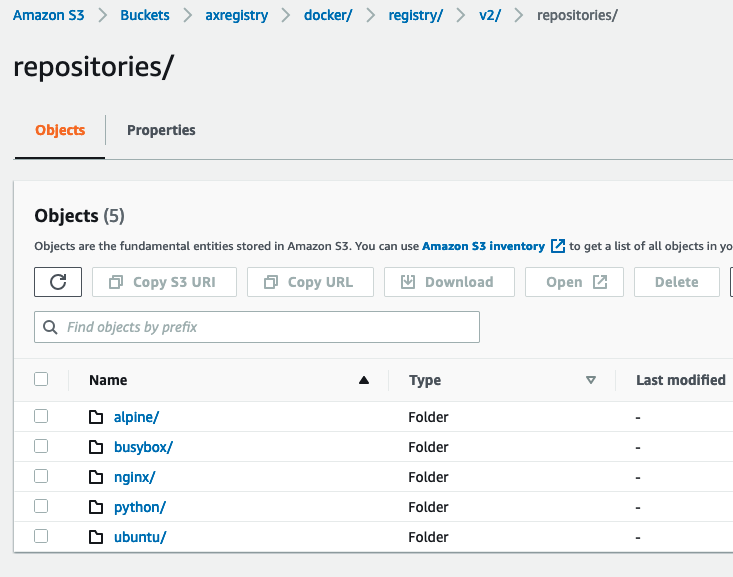 Amazon S3 > Buckets > axregistry > docker/ > registry/ > v2/ > repositories/
repositories/
Objects Properties
Objects (5)
Objects are the fundamental entities stored in Amazon S3. You can use Amazon S3 inventory to get a list of all objects in yo
Copy S3 URI Copy URL Download Open Delete
Find objects by prefix
Name Type Last modified
alpine/ Folder -
busybox/ Folder -
nginx/ Folder -
python/ Folder -
ubuntu/ Folder -